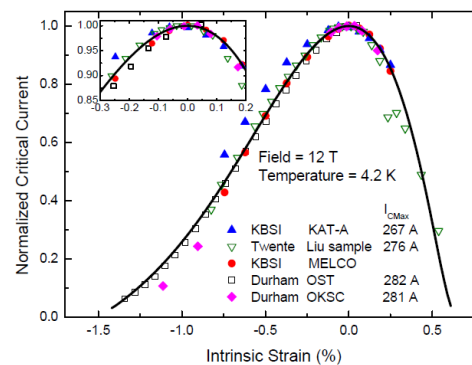 1.00
0.95
0.90
0.85
-0.3 -0.2 -0.1 0.0 0.1 0.2
1.0
0.8
0.6
0.4
0.2
0.0
Normalized Critical Current
Field = 12 T
Temperature = 4.2 K
I CMax
KBSI KAT-A 267 A
Twente Liu sample 276 A
KBSI MELCO
Durham OST 282 A
Durham OKSC 281 A
-1.5 -1.0 -0.5 0.0 0.5
Intrinsic Strain (%)